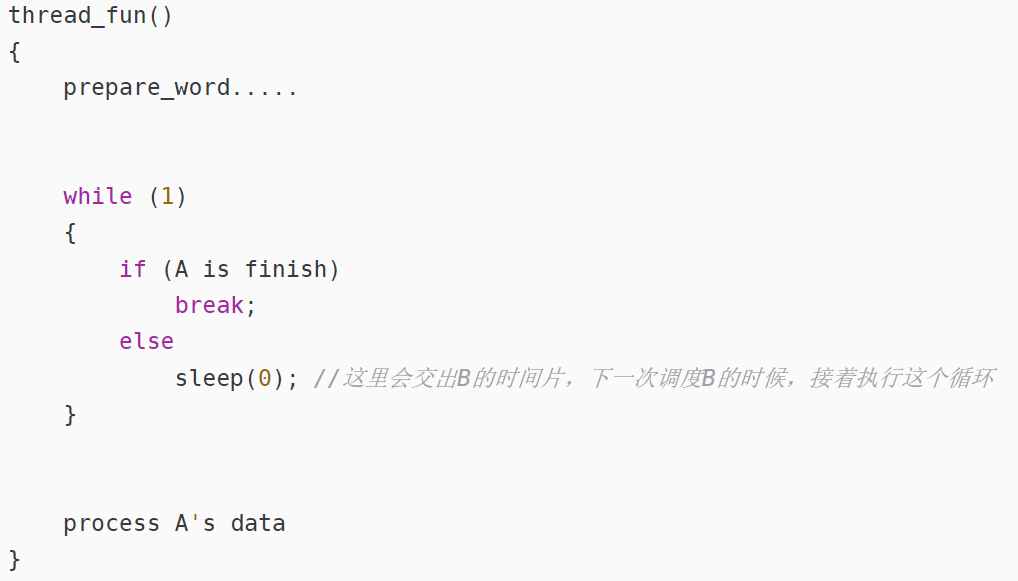 thread_fun()
{
    prepare_word.....
    while (1)
    {
        if (A is finish)
            break;
        else
            sleep(0); //这里会交出B的时间片，下一次调度B的时候，接着执行这个循环
    }
    process A's data
}